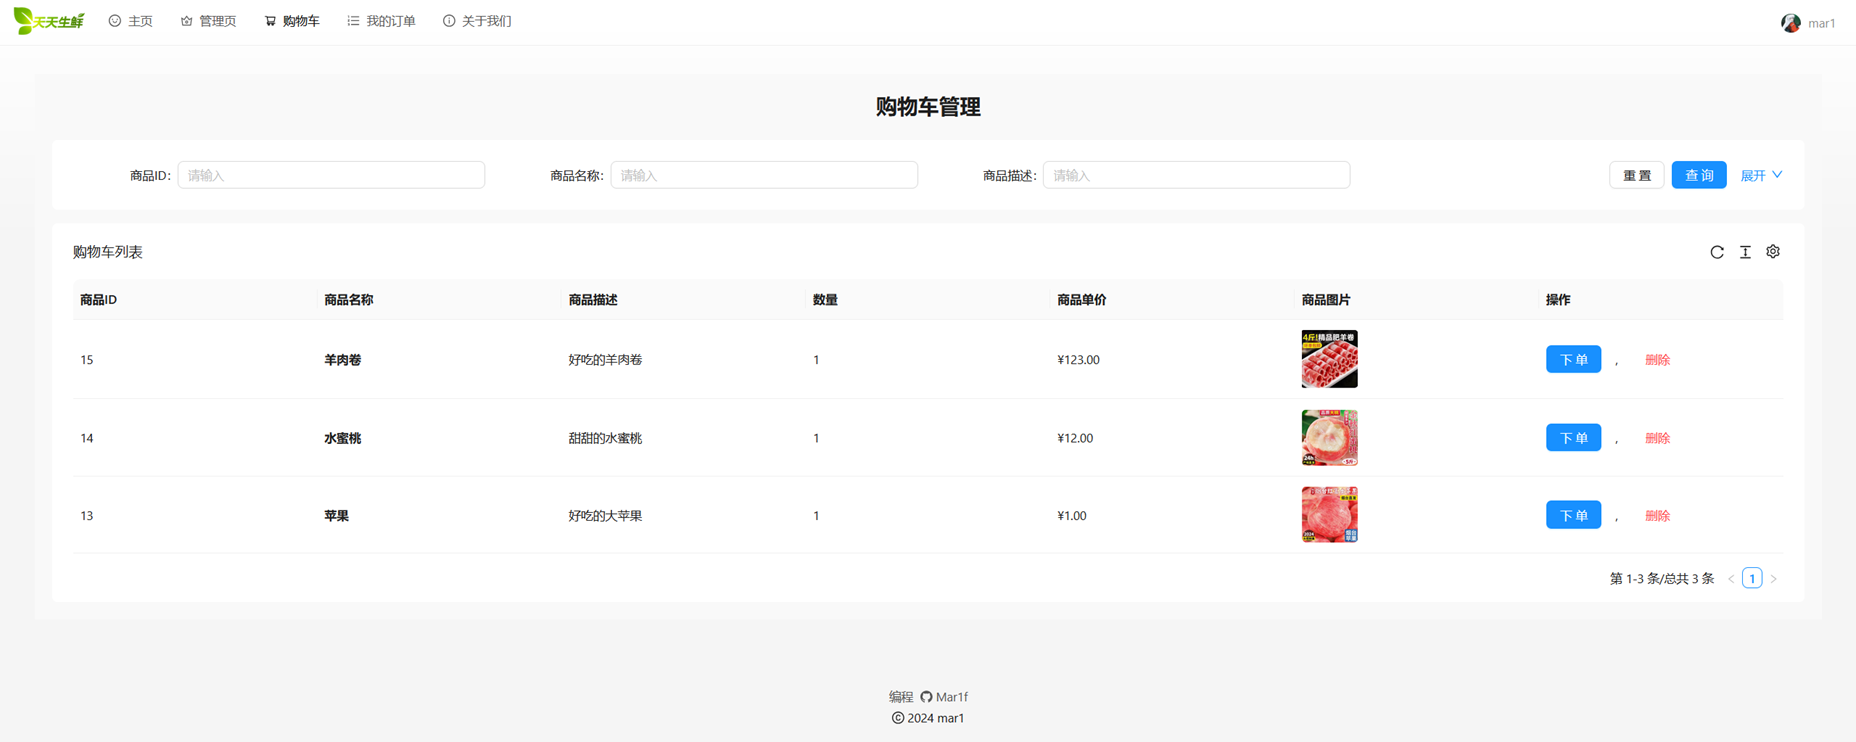 天天生鲜 主页 管理页 购物车 我的订单 关于我们 mar1
购物车管理
商品ID: 请输入 商品名称: 请输入 商品描述: 请输入 重 置 查 询 展开
购物车列表
商品ID 商品名称 商品描述 数量 商品单价 商品图片 操作
15 羊肉卷 好吃的羊肉卷 1 ¥123.00 4斤!精品肥羊卷 下 单 , 删除
14 水蜜桃 甜甜的水蜜桃 1 ¥12.00 24h 5斤 下 单 , 删除
13 苹果 好吃的大苹果 1 ¥1.00 2024 下 单 , 删除
第 1-3 条/总共 3 条 < 1 >
编程 Mar1f
© 2024 mar1